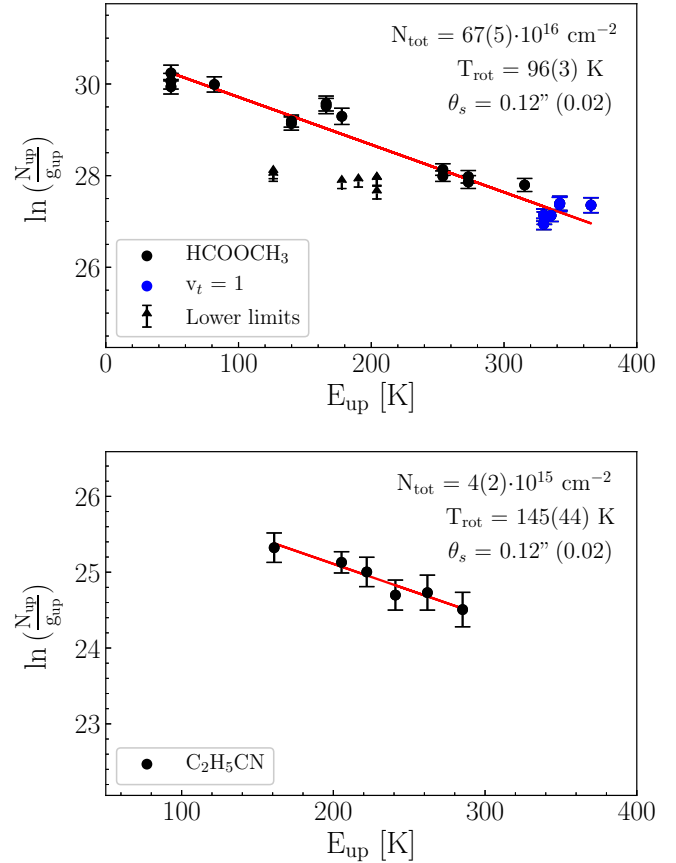 N_tot = 67(5)·10^16 cm^−2
T_rot = 96(3) K
θ_s = 0.12” (0.02)
ln (N_up/g_up)
30
28
26
HCOOCH_3
v_t = 1
Lower limits
0 100 200 300 400
E_up [K]
N_tot = 4(2)·10^15 cm^−2
T_rot = 145(44) K
θ_s = 0.12” (0.02)
ln (N_up/g_up)
26
25
24
23
C_2H_5CN
100 200 300 400
E_up [K]